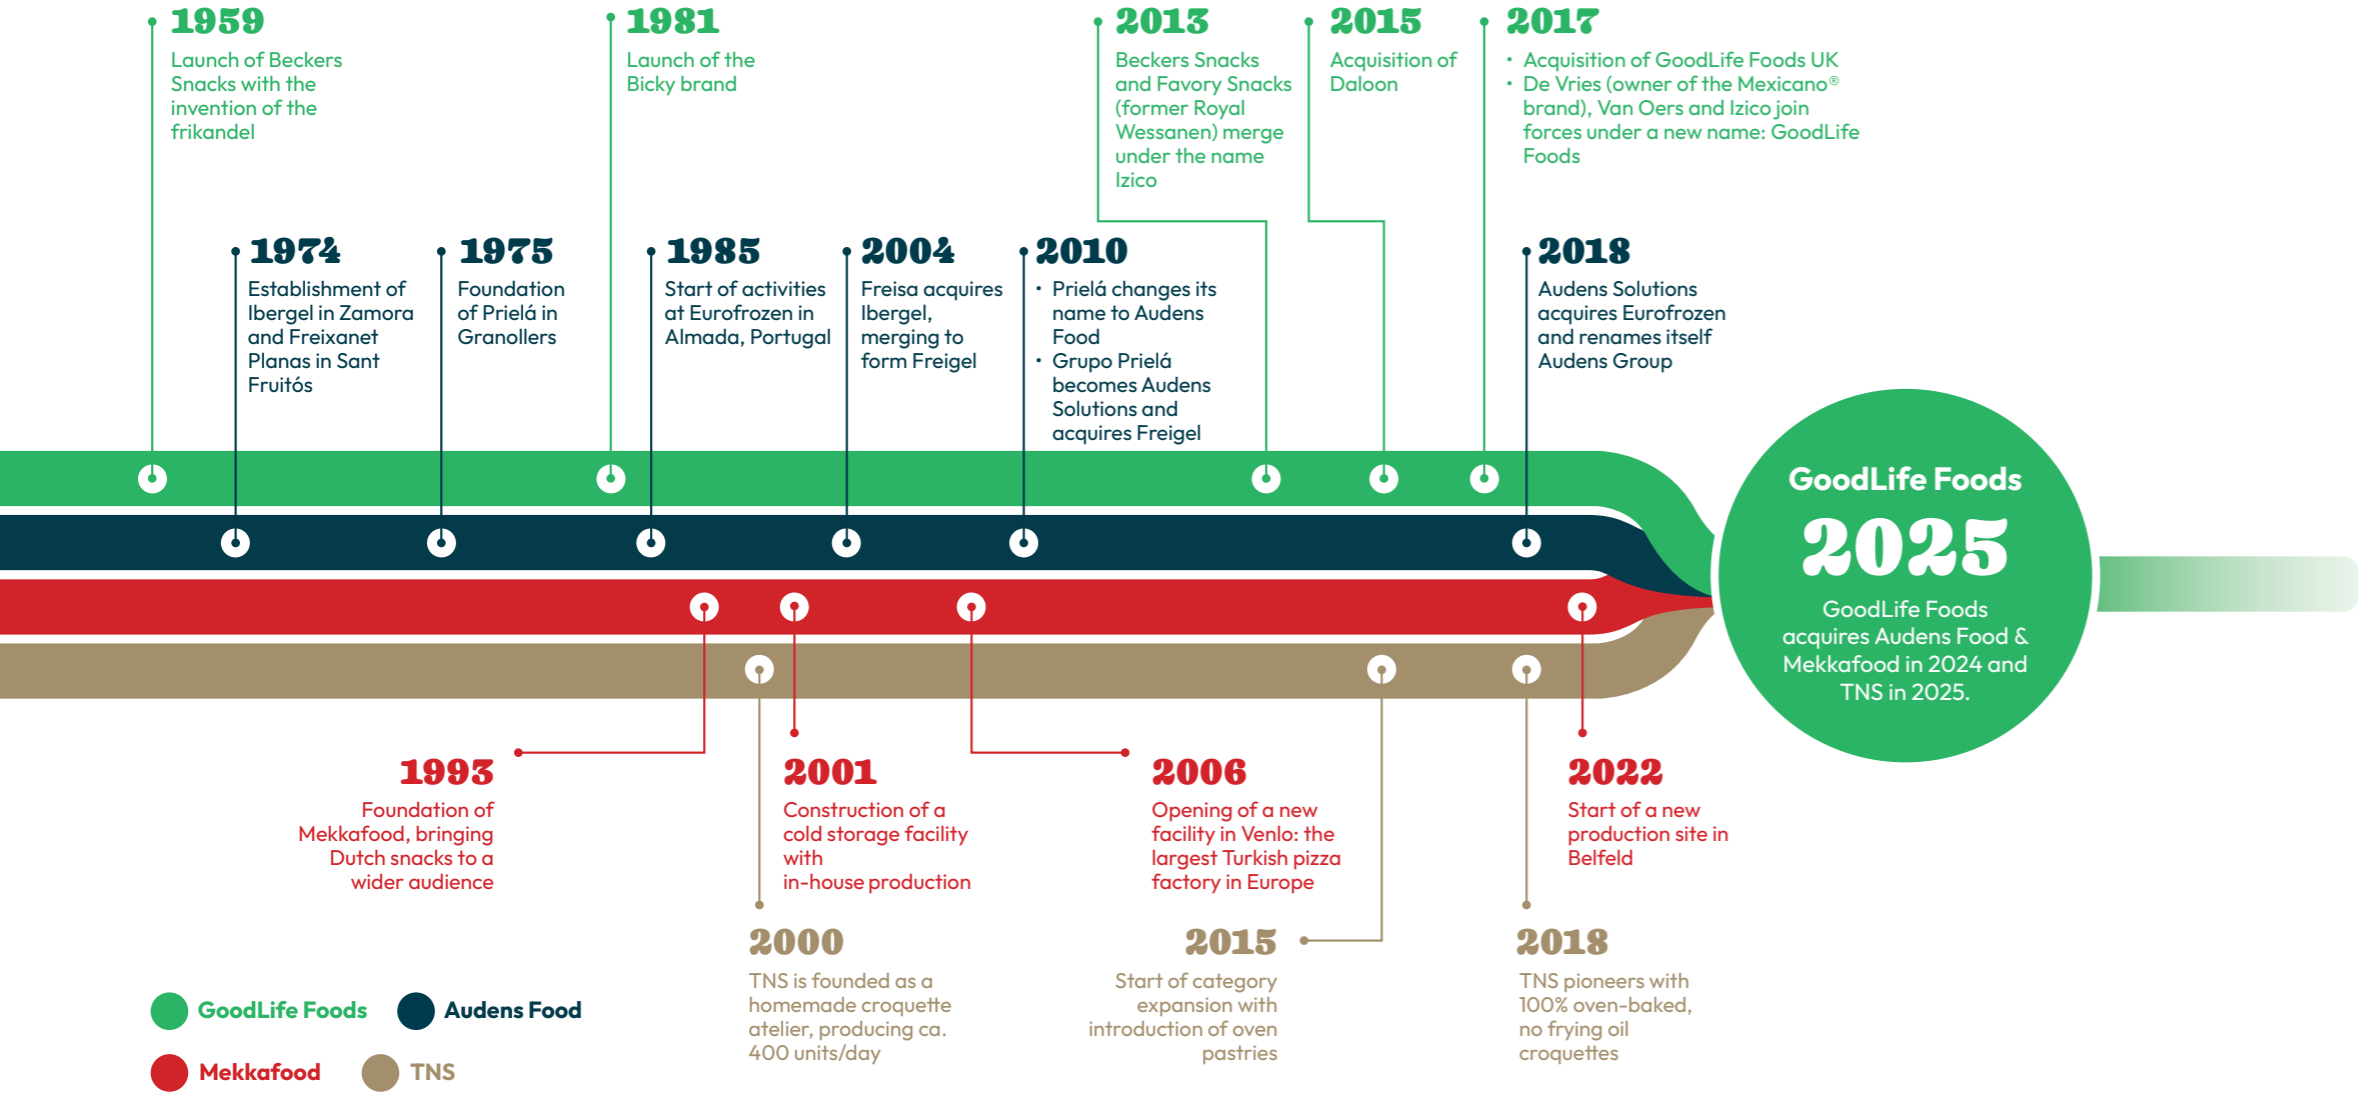 1959
Launch of Beckers
Snacks with the
invention of the
frikandel
1981
Launch of the
Bicky brand
2013
Beckers Snacks
and Favory Snacks
(former Royal
Wessanen) merge
under the name
Izico
2015
Acquisition of
Daloon
2017
• Acquisition of GoodLife Foods UK
• De Vries (owner of the Mexicano®
brand), Van Oers and Izico join
forces under a new name: GoodLife
Foods
1974
Establishment of
Ibergel in Zamora
and Freixanet
Planas in Sant
Fruitós
1975
Foundation
of Prielá in
Granollers
1985
Start of activities
at Eurofrozen in
Almada, Portugal
2004
Freisa acquires
Ibergel,
merging to
form Freigel
2010
• Prielá changes its
name to Audens
Food
• Grupo Prielá
becomes Audens
Solutions and
acquires Freigel
2018
Audens Solutions
acquires Eurofrozen
and renames itself
Audens Group
GoodLife Foods
2025
GoodLife Foods
acquires Audens Food &
Mekkafood in 2024 and
TNS in 2025.
1993
Foundation of
Mekkafood, bringing
Dutch snacks to a
wider audience
2001
Construction of a
cold storage facility
with
in-house production
2006
Opening of a new
facility in Venlo: the
largest Turkish pizza
factory in Europe
2022
Start of a new
production site in
Belfeld
2000
TNS is founded as a
homemade croquette
atelier, producing ca.
400 units/day
2015
Start of category
expansion with
introduction of oven
pastries
2018
TNS pioneers with
100% oven-baked,
no frying oil
croquettes
GoodLife Foods
Audens Food
Mekkafood
TNS